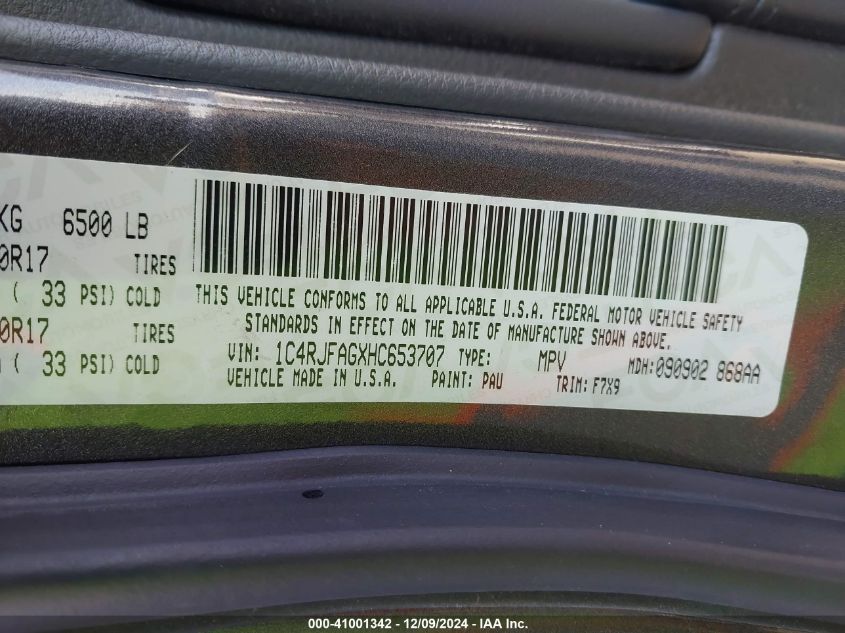 KG 6500 LB
0R17 TIRES
( 33 PSI) COLD
0R17 TIRES
( 33 PSI) COLD
THIS VEHICLE CONFORMS TO ALL APPLICABLE U.S.A. FEDERAL MOTOR VEHICLE SAFETY
STANDARDS IN EFFECT ON THE DATE OF MANUFACTURE SHOWN ABOVE.
VIN: 1C4RJFAGXHC653707 TYPE: MPV MDH:090902 868AA
VEHICLE MADE IN U.S.A. PAINT: PAU TRIM: F7X9
000-41001342 - 12/09/2024 - IAA Inc.